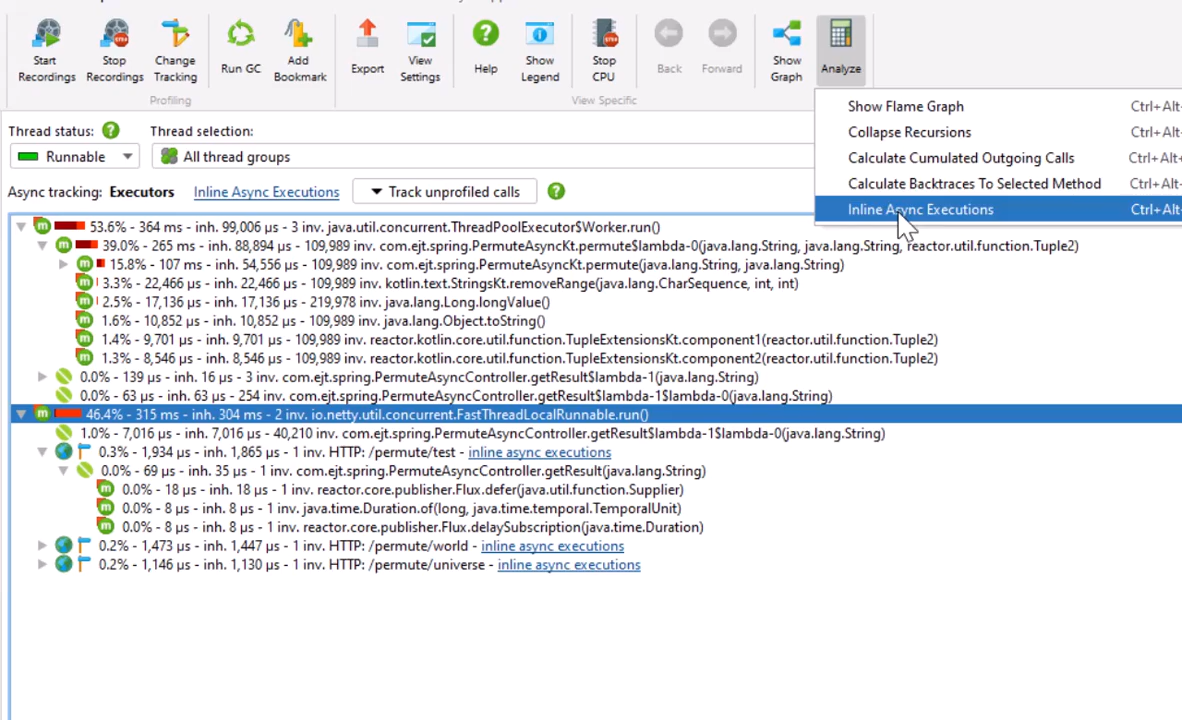 Start Recordings
Stop Recordings
Change Tracking
Run GC
Add Bookmark
Export
View Settings
Help
Show Legend
Stop CPU
Back
Forward
Show Graph
Analyze
Profiling
View Specific
Show Flame Graph Ctrl+Alt-
Collapse Recursions Ctrl+Alt-
Calculate Cumulated Outgoing Calls Ctrl+Alt-
Calculate Backtraces To Selected Method Ctrl+Alt-
Inline Async Executions Ctrl+Alt-
Thread status: Thread selection:
Runnable All thread groups
Async tracking: Executors Inline Async Executions Track unprofiled calls
53.6% - 364 ms - inh. 99,006 µs - 3 inv. java.util.concurrent.ThreadPoolExecutor$Worker.run()
39.0% - 265 ms - inh. 88,894 µs - 109,989 inv. com.ejt.spring.PermuteAsyncKt.permute$lambda-0(java.lang.String, java.lang.String, reactor.util.function.Tuple2)
15.8% - 107 ms - inh. 54,556 µs - 109,989 inv. com.ejt.spring.PermuteAsyncKt.permute(java.lang.String, java.lang.String)
3.3% - 22,466 µs - inh. 22,466 µs - 109,989 inv. kotlin.text.StringsKt.removeRange(java.lang.CharSequence, int, int)
2.5% - 17,136 µs - inh. 17,136 µs - 219,978 inv. java.lang.Long.longValue()
1.6% - 10,852 µs - inh. 10,852 µs - 109,989 inv. java.lang.Object.toString()
1.4% - 9,701 µs - inh. 9,701 µs - 109,989 inv. reactor.kotlin.core.util.function.TupleExtensionsKt.component1(reactor.util.function.Tuple2)
1.3% - 8,546 µs - inh. 8,546 µs - 109,989 inv. reactor.kotlin.core.util.function.TupleExtensionsKt.component2(reactor.util.function.Tuple2)
0.0% - 139 µs - inh. 16 µs - 3 inv. com.ejt.spring.PermuteAsyncController.getResult$lambda-1(java.lang.String)
0.0% - 63 µs - inh. 63 µs - 254 inv. com.ejt.spring.PermuteAsyncController.getResult$lambda-1$lambda-0(java.lang.String)
46.4% - 315 ms - inh. 304 ms - 2 inv. io.netty.util.concurrent.FastThreadLocalRunnable.run()
1.0% - 7,016 µs - inh. 7,016 µs - 40,210 inv. com.ejt.spring.PermuteAsyncController.getResult$lambda-1$lambda-0(java.lang.String)
0.3% - 1,934 µs - inh. 1,865 µs - 1 inv. HTTP: /permute/test - inline async executions
0.0% - 69 µs - inh. 35 µs - 1 inv. com.ejt.spring.PermuteAsyncController.getResult(java.lang.String)
0.0% - 18 µs - inh. 18 µs - 1 inv. reactor.core.publisher.Flux.defer(java.util.function.Supplier)
0.0% - 8 µs - inh. 8 µs - 1 inv. java.time.Duration.of(long, java.time.temporal.TemporalUnit)
0.0% - 8 µs - inh. 8 µs - 1 inv. reactor.core.publisher.Flux.delaySubscription(java.time.Duration)
0.2% - 1,473 µs - inh. 1,447 µs - 1 inv. HTTP: /permute/world - inline async executions
0.2% - 1,146 µs - inh. 1,130 µs - 1 inv. HTTP: /permute/universe - inline async executions